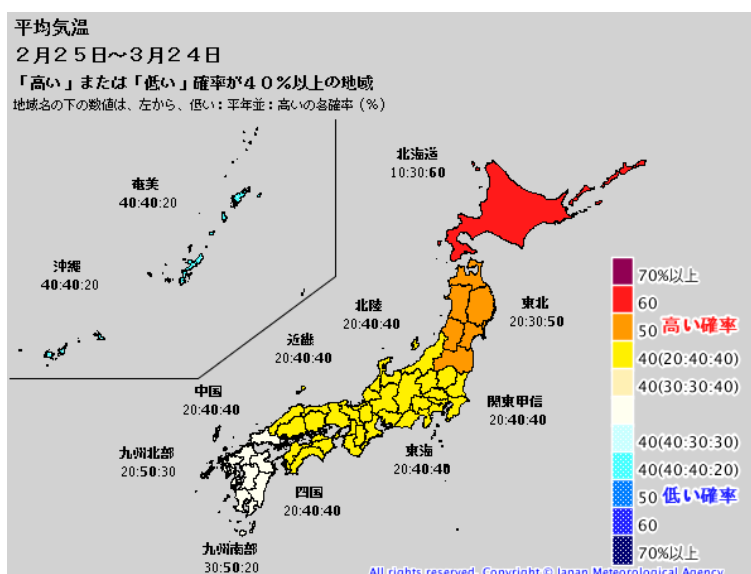 平均気温
２月２５日～３月２４日
「高い」または「低い」確率が４０％以上の地域
地域名の下の数値は、左から、低い：平年並：高いの各確率（％）
北海道
10:30:60
奄美
40:40:20
沖縄
40:40:20
東北
20:30:50
北陸
20:40:40
近畿
20:40:40
中国
20:40:40
関東甲信
20:40:40
九州北部
20:50:30
東海
20:40:40
四国
20:40:40
九州南部
30:50:20
70%以上
60
50 高い確率
40(20:40:40)
40(30:30:40)
40(40:30:30)
40(40:40:20)
50 低い確率
60
70%以上
All rights reserved. Copyright © Japan Meteorological Agency